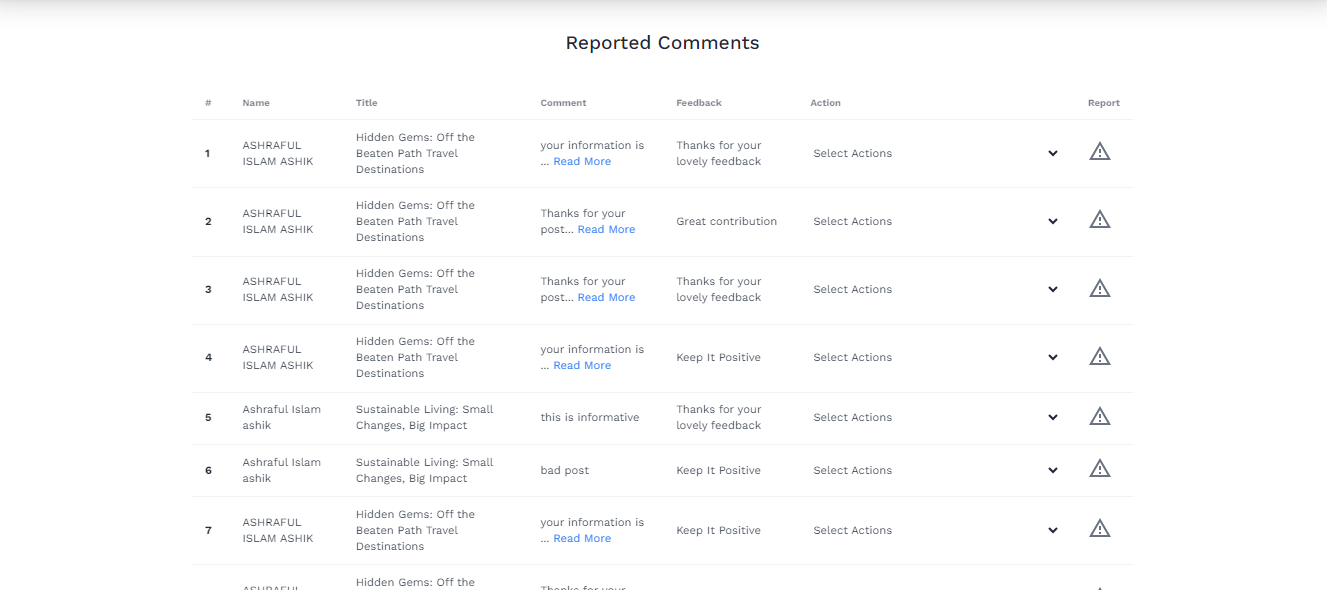 Reported Comments
# Name Title Comment Feedback Action Report
1 ASHRAFUL ISLAM ASHIK Hidden Gems: Off the Beaten Path Travel Destinations your information is ... Read More Thanks for your lovely feedback Select Actions
2 ASHRAFUL ISLAM ASHIK Hidden Gems: Off the Beaten Path Travel Destinations Thanks for your post... Read More Great contribution Select Actions
3 ASHRAFUL ISLAM ASHIK Hidden Gems: Off the Beaten Path Travel Destinations Thanks for your post... Read More Thanks for your lovely feedback Select Actions
4 ASHRAFUL ISLAM ASHIK Hidden Gems: Off the Beaten Path Travel Destinations your information is ... Read More Keep It Positive Select Actions
5 Ashraful Islam ashik Sustainable Living: Small Changes, Big Impact this is informative Thanks for your lovely feedback Select Actions
6 Ashraful Islam ashik Sustainable Living: Small Changes, Big Impact bad post Keep It Positive Select Actions
7 ASHRAFUL ISLAM ASHIK Hidden Gems: Off the Beaten Path Travel Destinations your information is ... Read More Keep It Positive Select Actions
ASHRAFUL Hidden Gems: Off the Thanks for your